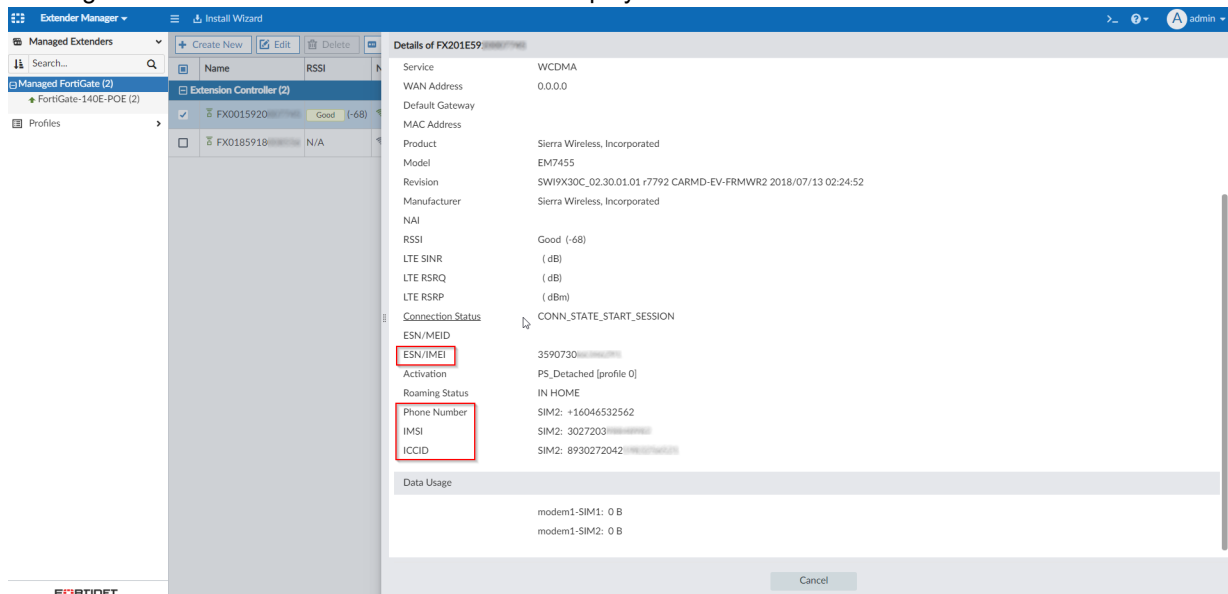 Extender Manager
Install Wizard
admin
Managed Extenders
Search...
Managed FortiGate (2)
FortiGate-140E-POE (2)
Profiles
Create New
Edit
Delete
Name
RSSI
Extension Controller (2)
FX0015920
Good (-68)
FX0185918
N/A
Details of FX201E59
Service WCDMA
WAN Address 0.0.0.0
Default Gateway
MAC Address
Product Sierra Wireless, Incorporated
Model EM7455
Revision SWI9X30C_02.30.01.01 r7792 CARMD-EV-FRMWR2 2018/07/13 02:24:52
Manufacturer Sierra Wireless, Incorporated
NAI
RSSI Good (-68)
LTE SINR ( dB)
LTE RSRQ ( dB)
LTE RSRP ( dBm)
Connection Status CONN_STATE_START_SESSION
ESN/MEID
ESN/IMEI 3590730
Activation PS_Detached [profile 0]
Roaming Status IN HOME
Phone Number SIM2: +16046532562
IMSI SIM2: 3027203
ICCID SIM2: 8930272042
Data Usage
modem1-SIM1: 0 B
modem1-SIM2: 0 B
Cancel